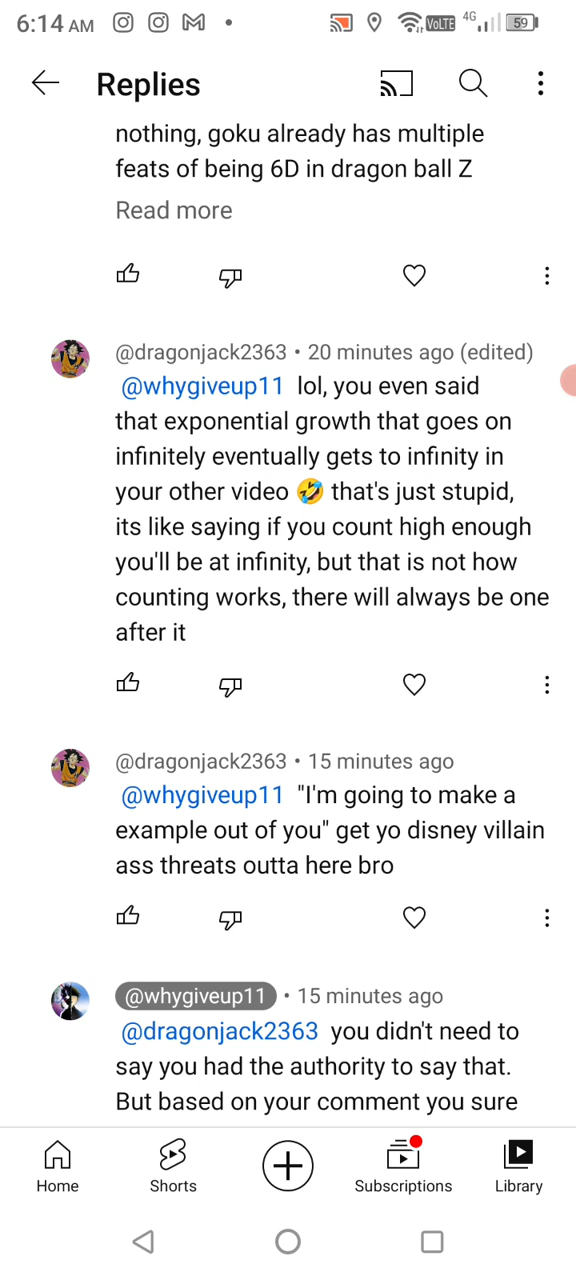 6:14 AM VoLTE 4G 59
Replies
nothing, goku already has multiple
feats of being 6D in dragon ball Z
Read more
@dragonjack2363 • 20 minutes ago (edited)
@whygiveup11 lol, you even said
that exponential growth that goes on
infinitely eventually gets to infinity in
your other video 🤣 that's just stupid,
its like saying if you count high enough
you'll be at infinity, but that is not how
counting works, there will always be one
after it
@dragonjack2363 • 15 minutes ago
@whygiveup11 "I'm going to make a
example out of you" get yo disney villain
ass threats outta here bro
@whygiveup11 • 15 minutes ago
@dragonjack2363 you didn't need to
say you had the authority to say that.
But based on your comment you sure
Home Shorts Subscriptions Library